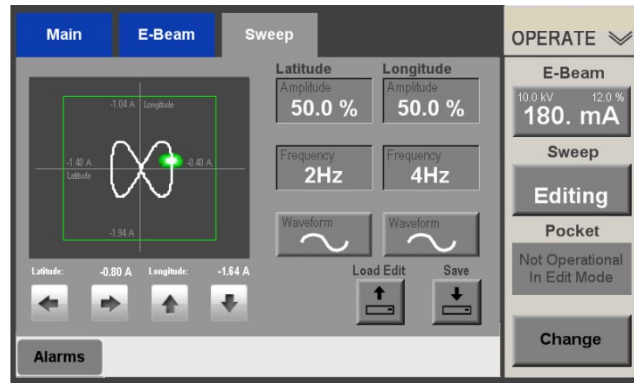 Main
E-Beam
Sweep
OPERATE
Latitude
Longitude
Amplitude
50.0 %
Amplitude
50.0 %
-1.04 A
Longitude
-1.40 A
Latitude
-0.40 A
-1.94 A
Frequency
2Hz
Frequency
4Hz
Waveform
Waveform
Latitude:
-0.80 A
Longitude:
-1.64 A
Load Edit
Save
Alarms
E-Beam
10.0 kV
12.0 %
180. mA
Sweep
Editing
Pocket
Not Operational
In Edit Mode
Change